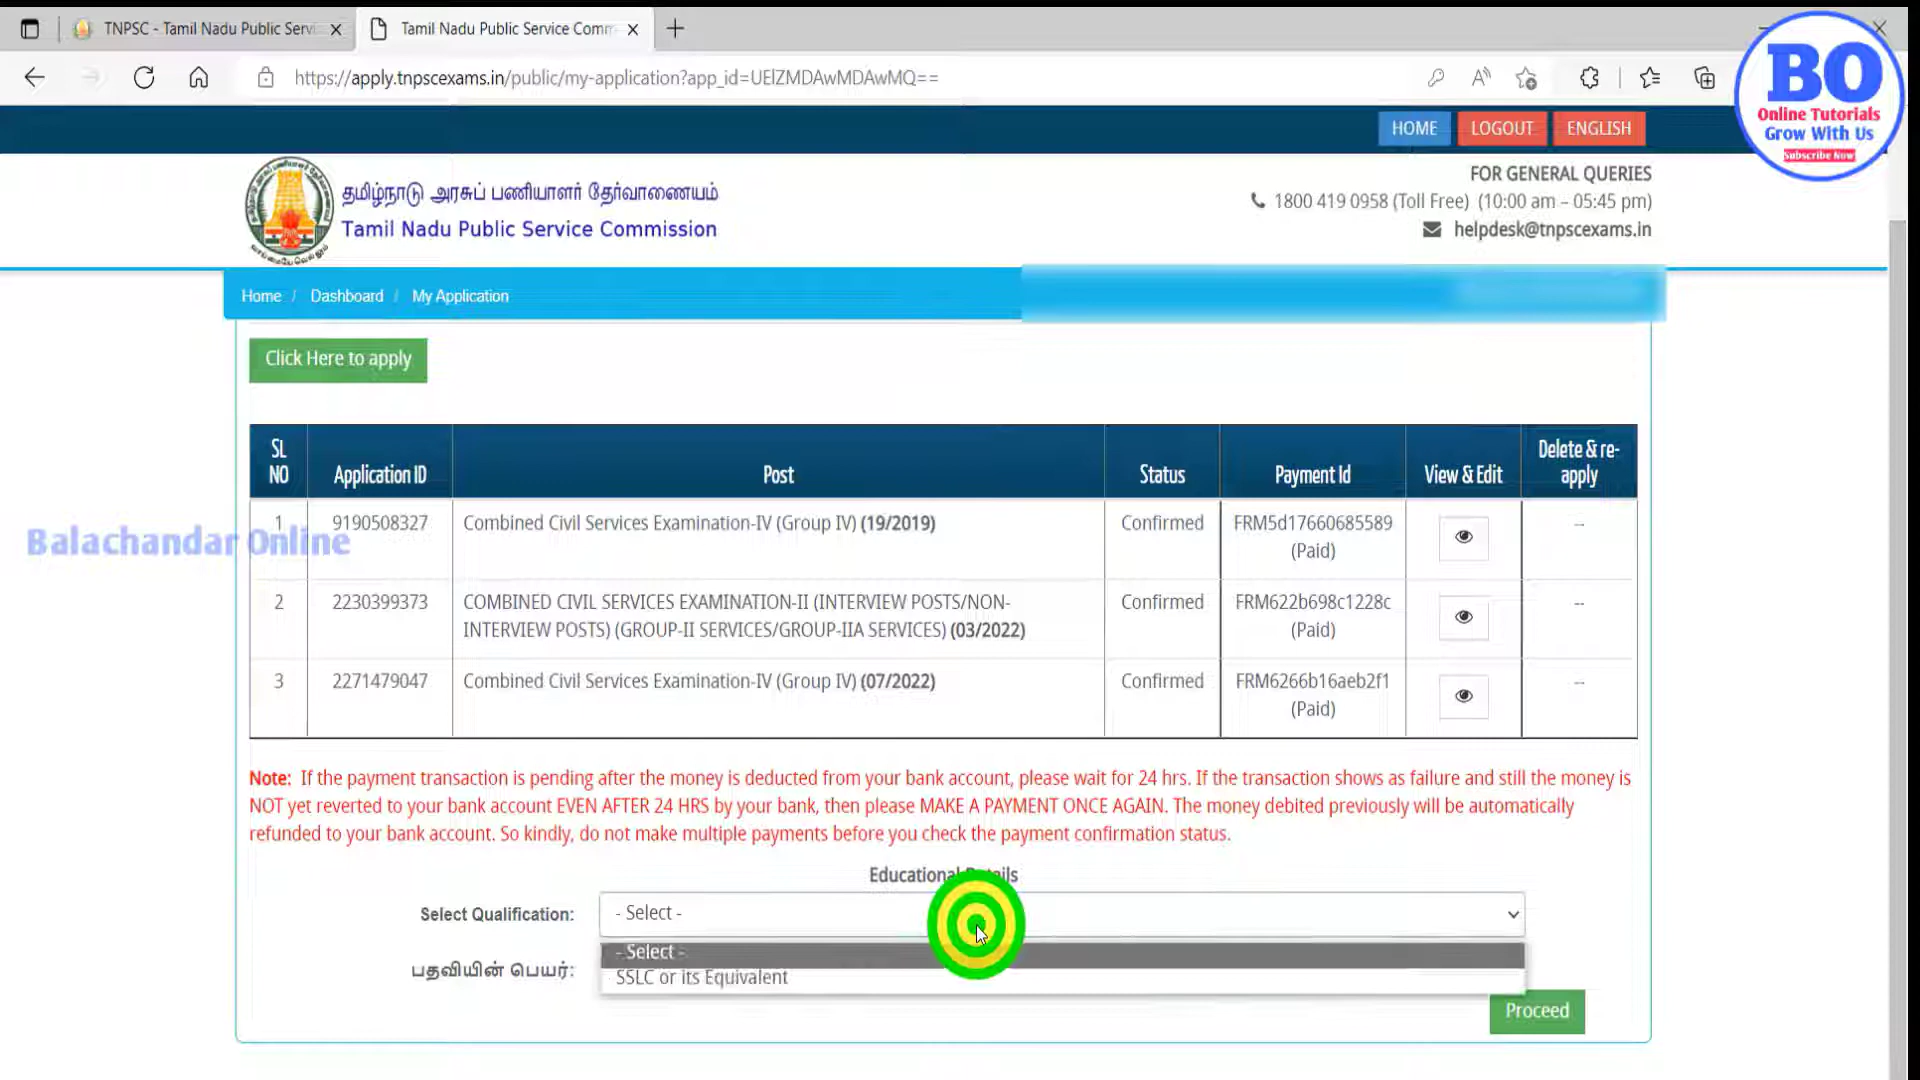 TNPSC - Tamil Nadu Public Servi
Tamil Nadu Public Service Comm
https://apply.tnpscexams.in/public/my-application?app_id=UElZMDAwMDAwMQ==
BO
Online Tutorials
Grow With Us
Subscribe Now
HOME
LOGOUT
ENGLISH
தமிழ்நாடு அரசுப் பணியாளர் தேர்வாணையம்
Tamil Nadu Public Service Commission
FOR GENERAL QUERIES
1800 419 0958 (Toll Free) (10:00 am – 05:45 pm)
helpdesk@tnpscexams.in
Home / Dashboard / My Application
Click Here to apply
SL NO Application ID Post Status Payment Id View & Edit Delete & re-apply
1 9190508327 Combined Civil Services Examination-IV (Group IV) (19/2019) Confirmed FRM5d17660685589 --
(Paid)
Balachandar Online
2 2230399373 COMBINED CIVIL SERVICES EXAMINATION-II (INTERVIEW POSTS/NON- Confirmed FRM622b698c1228c --
INTERVIEW POSTS) (GROUP-II SERVICES/GROUP-IIA SERVICES) (03/2022) (Paid)
3 2271479047 Combined Civil Services Examination-IV (Group IV) (07/2022) Confirmed FRM6266b16aeb2f1 --
(Paid)
Note: If the payment transaction is pending after the money is deducted from your bank account, please wait for 24 hrs. If the transaction shows as failure and still the money is
NOT yet reverted to your bank account EVEN AFTER 24 HRS by your bank, then please MAKE A PAYMENT ONCE AGAIN. The money debited previously will be automatically
refunded to your bank account. So kindly, do not make multiple payments before you check the payment confirmation status.
Educational
Select Qualification: - Select -
- Select -
பதவியின் பெயர்:
SSLC or its Equivalent
Proceed